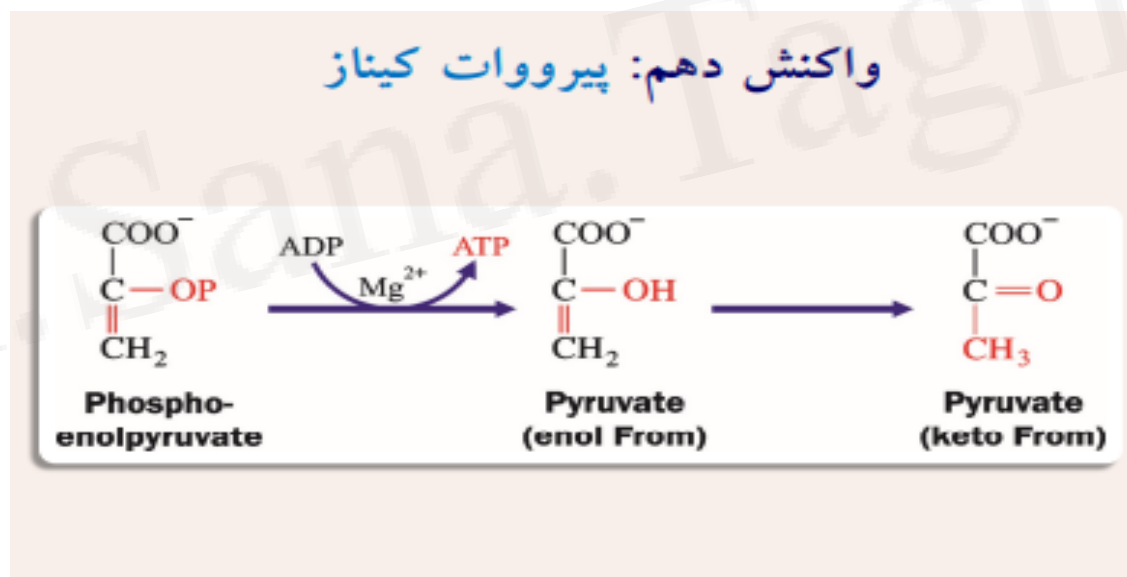 واکنش دهم: پیرووات کیناز
COO⁻ ADP ATP COO⁻ COO⁻
C—OP Mg²⁺ C—OH C=O
CH₂ CH₂ CH₃
Phospho- Pyruvate Pyruvate
enolpyruvate (enol From) (keto From)
Sana.Tagh